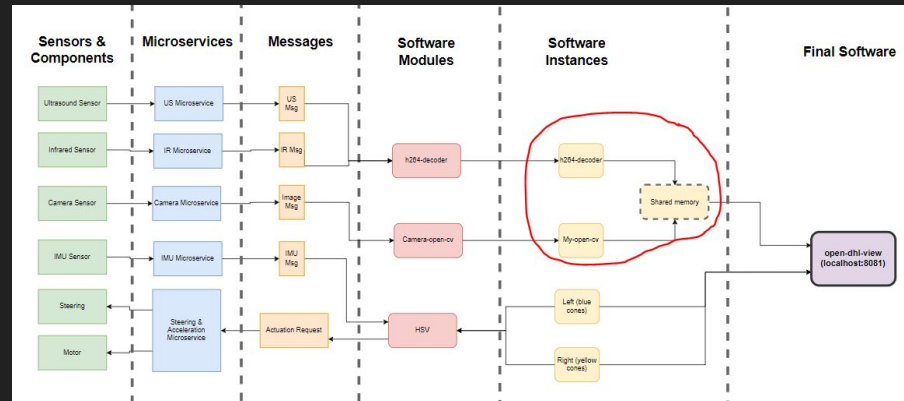 Sensors &
Components
Microservices
Messages
Software
Modules
Software
Instances
Final Software
Ultrasound Sensor
US Microservice
US
Msg
Infrared Sensor
IR Microservice
IR Msg
h264-decoder
h264-decoder
Camera Sensor
Camera Microservice
Image
Msg
Shared memory
Camera-open-cv
My-open-cv
IMU Sensor
IMU Microservice
IMU
Msg
open-dhl-view
(localhost:8081)
Steering
Steering &
Acceleration
Microservice
Actuation Request
HSV
Left (blue
cones)
Motor
Right (yellow
cones)